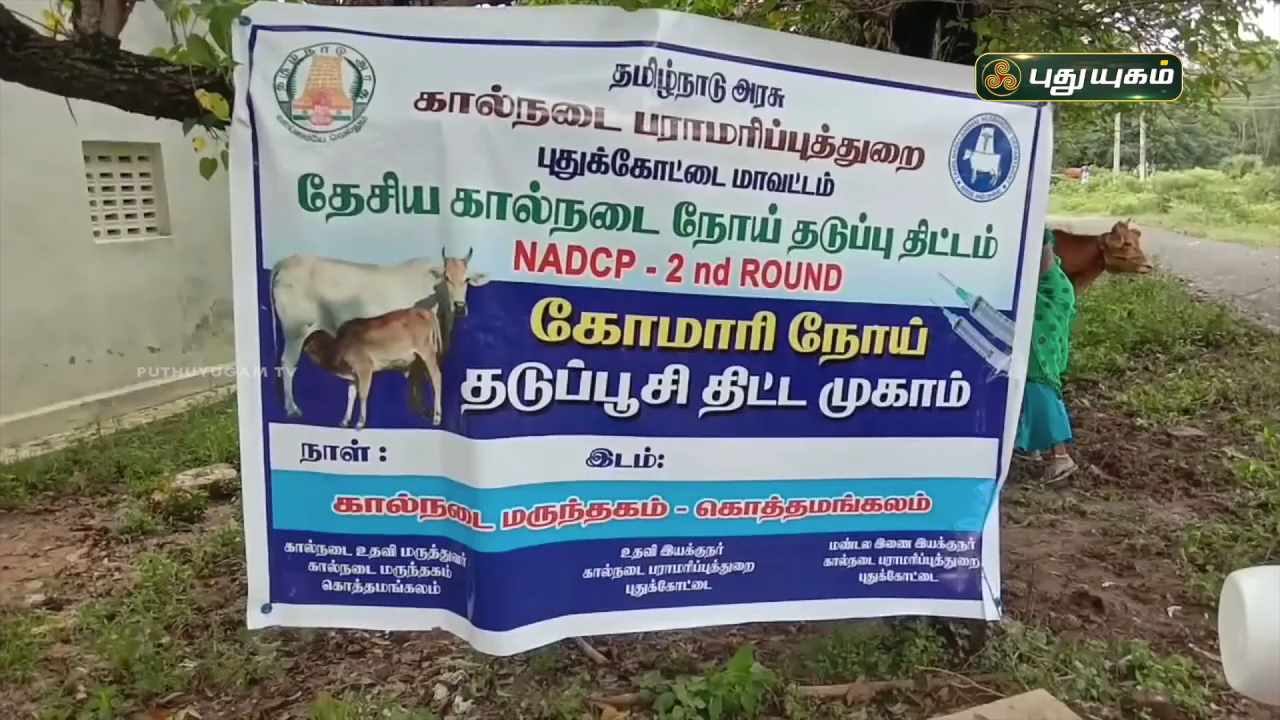 புதுயுகம்
தமிழ்நாடு அரசு
கால்நடை பராமரிப்புத்துறை
புதுக்கோட்டை மாவட்டம்
தேசிய கால்நடை நோய் தடுப்பு திட்டம்
NADCP - 2 nd ROUND
கோமாரி நோய்
தடுப்பூசி திட்ட முகாம்
PUTHUYUGAM TV
நாள் : இடம்:
கால்நடை மருந்தகம் - கொத்தமங்கலம்
கால்நடை உதவி மருத்துவர்
கால்நடை மருந்தகம்
கொத்தமங்கலம்
உதவி இயக்குநர்
கால்நடை பராமரிப்புத்துறை
புதுக்கோட்டை
மண்டல இணை இயக்குநர்
கால்நடை பராமரிப்புத்துறை
புதுக்கோட்டை